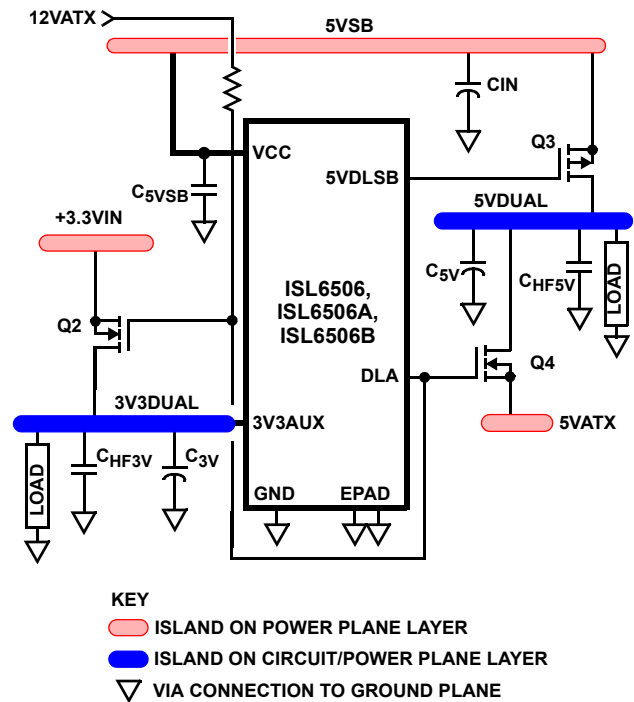 12VATX
5VSB
CIN
Q3
VCC
5VDLSB
C5VSB
5VDUAL
+3.3VIN
C5V
CHF5V
LOAD
ISL6506,
ISL6506A,
ISL6506B
Q2
Q4
DLA
3V3DUAL
3V3AUX
5VATX
CHF3V
C3V
LOAD
GND
EPAD
KEY
ISLAND ON POWER PLANE LAYER
ISLAND ON CIRCUIT/POWER PLANE LAYER
VIA CONNECTION TO GROUND PLANE